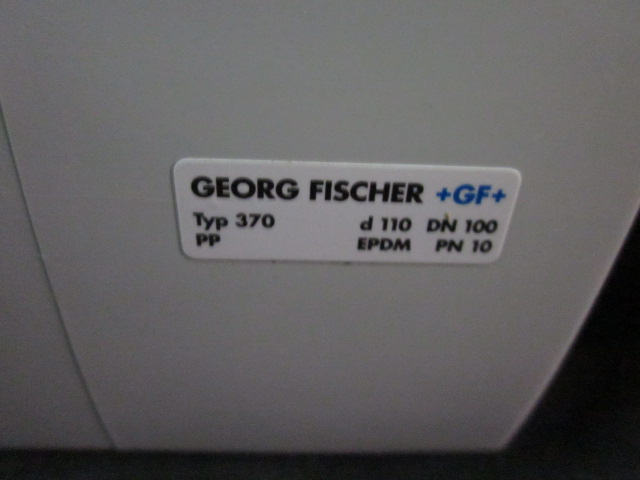 GEORG FISCHER +GF+
Typ 370 d 110 DN 100
PP EPDM PN 10